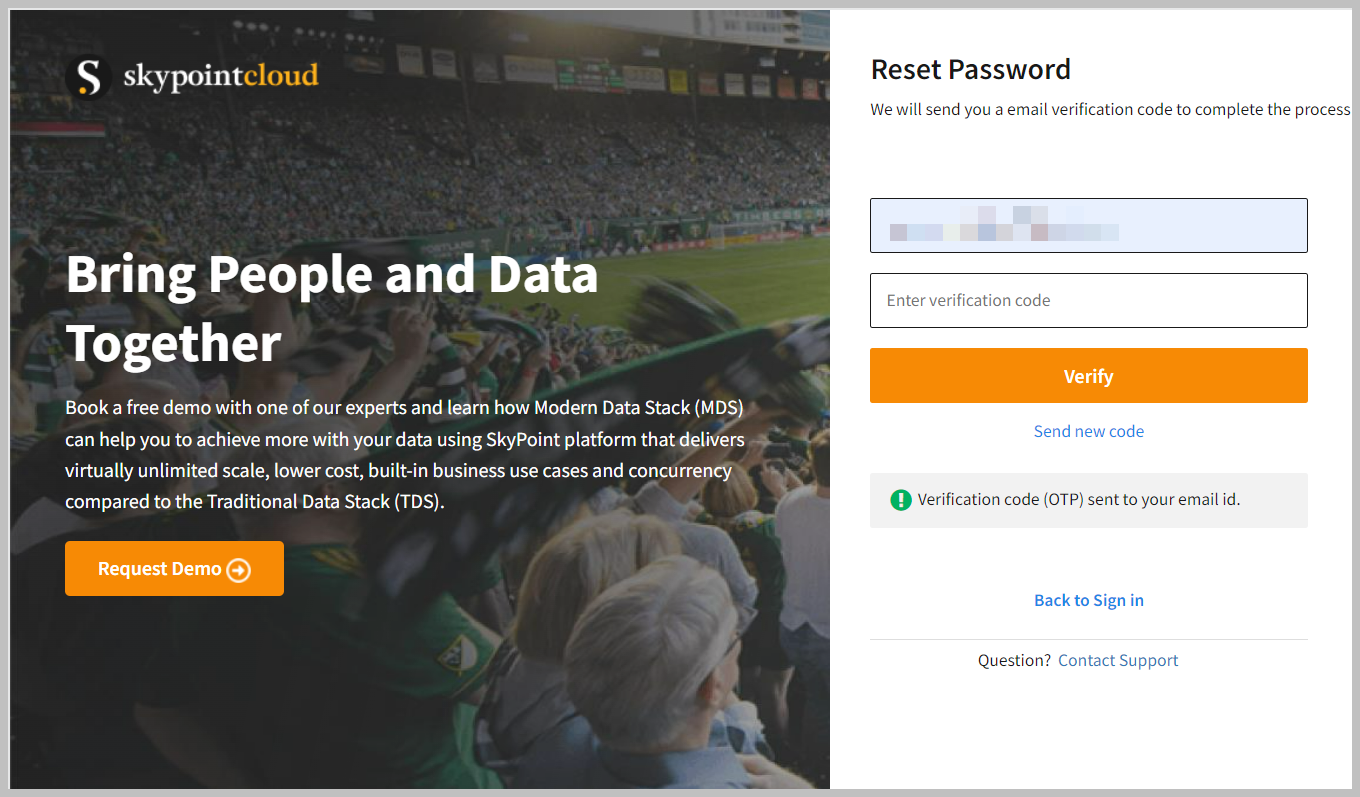 skypointcloud
Bring People and Data
Together
Book a free demo with one of our experts and learn how Modern Data Stack (MDS)
can help you to achieve more with your data using SkyPoint platform that delivers
virtually unlimited scale, lower cost, built-in business use cases and concurrency
compared to the Traditional Data Stack (TDS).
Request Demo
Reset Password
We will send you a email verification code to complete the process
Enter verification code
Verify
Send new code
Verification code (OTP) sent to your email id.
Back to Sign in
Question? Contact Support